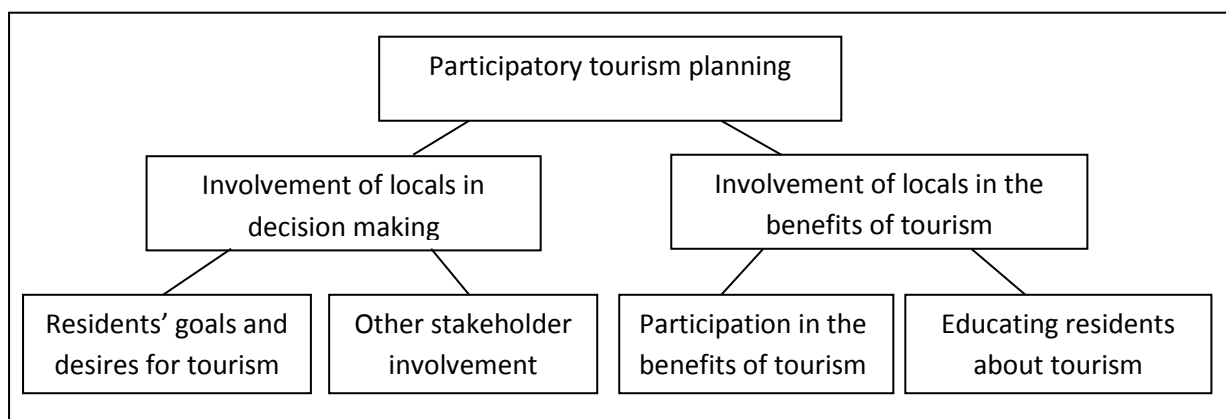 Participatory tourism planning
Involvement of locals in
decision making
Involvement of locals in the
benefits of tourism
Residents’ goals and
desires for tourism
Other stakeholder
involvement
Participation in the
benefits of tourism
Educating residents
about tourism